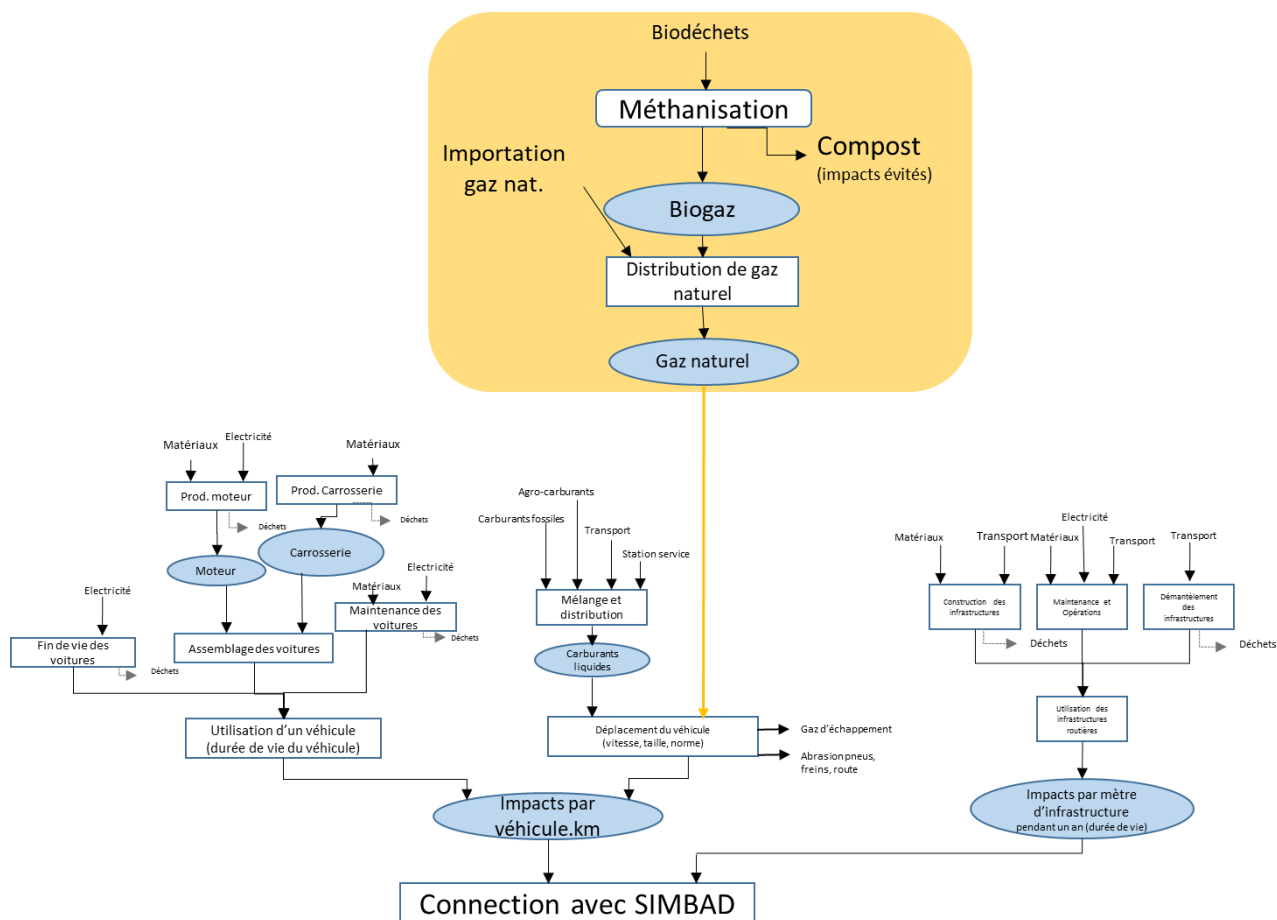 Biodéchets
Méthanisation
Compost
(impacts évités)
Importation
gaz nat.
Biogaz
Distribution de gaz
naturel
Gaz naturel
Matériaux
Electricité
Matériaux
Prod. moteur
Prod. Carrosserie
Déchets
Déchets
Moteur
Carrosserie
Electricité
Matériaux
Electricité
Maintenance des
voitures
Déchets
Fin de vie des
voitures
Déchets
Assemblage des voitures
Utilisation d’un véhicule
(durée de vie du véhicule)
Agro-carburants
Carburants fossiles
Transport
Station service
Mélange et
distribution
Carburants
liquides
Déplacement du véhicule
(vitesse, taille, norme)
Gaz d’échappement
Abrasion pneus,
freins, route
Matériaux
Transport
Matériaux
Electricité
Transport
Transport
Construction des
infrastructures
Maintenance et
Opérations
Démantèlement
des
infrastructures
Déchets
Déchets
Utilisation des
infrastructures
routières
Impacts par
véhicule.km
Impacts par mètre
d’infrastructure
pendant un an (durée de vie)
Connection avec SIMBAD